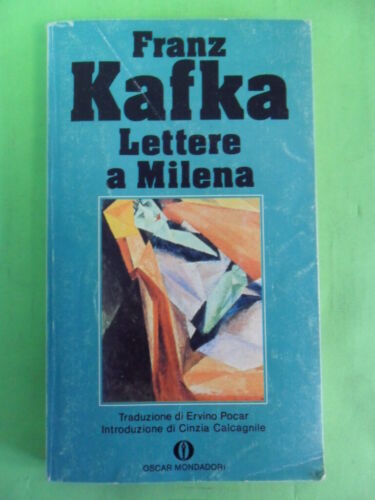 Franz
Kafka
Lettere
a Milena
Traduzione di Ervino Pocar
Introduzione di Cinzia Calcagnile
OSCAR MONDADORI